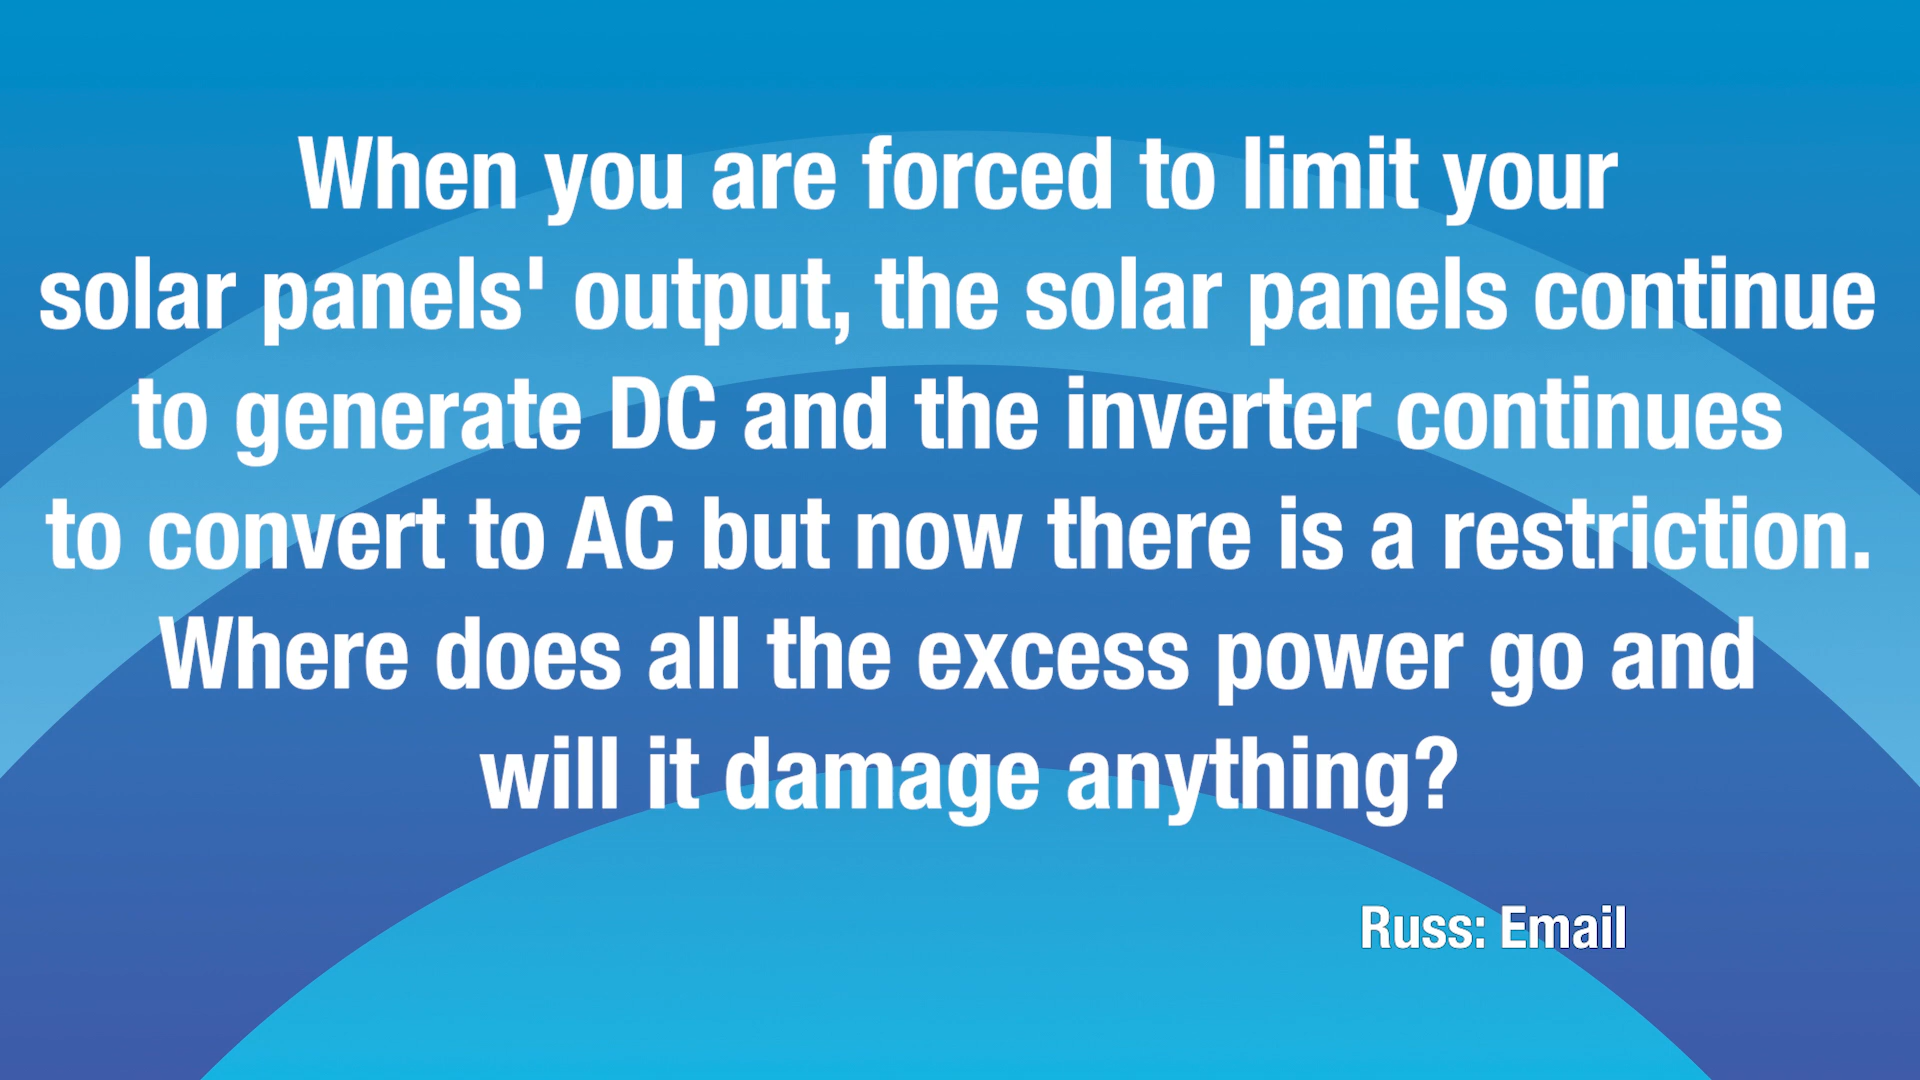 When you are forced to limit your
solar panels' output, the solar panels continue
to generate DC and the inverter continues
to convert to AC but now there is a restriction.
Where does all the excess power go and
will it damage anything?
Russ: Email